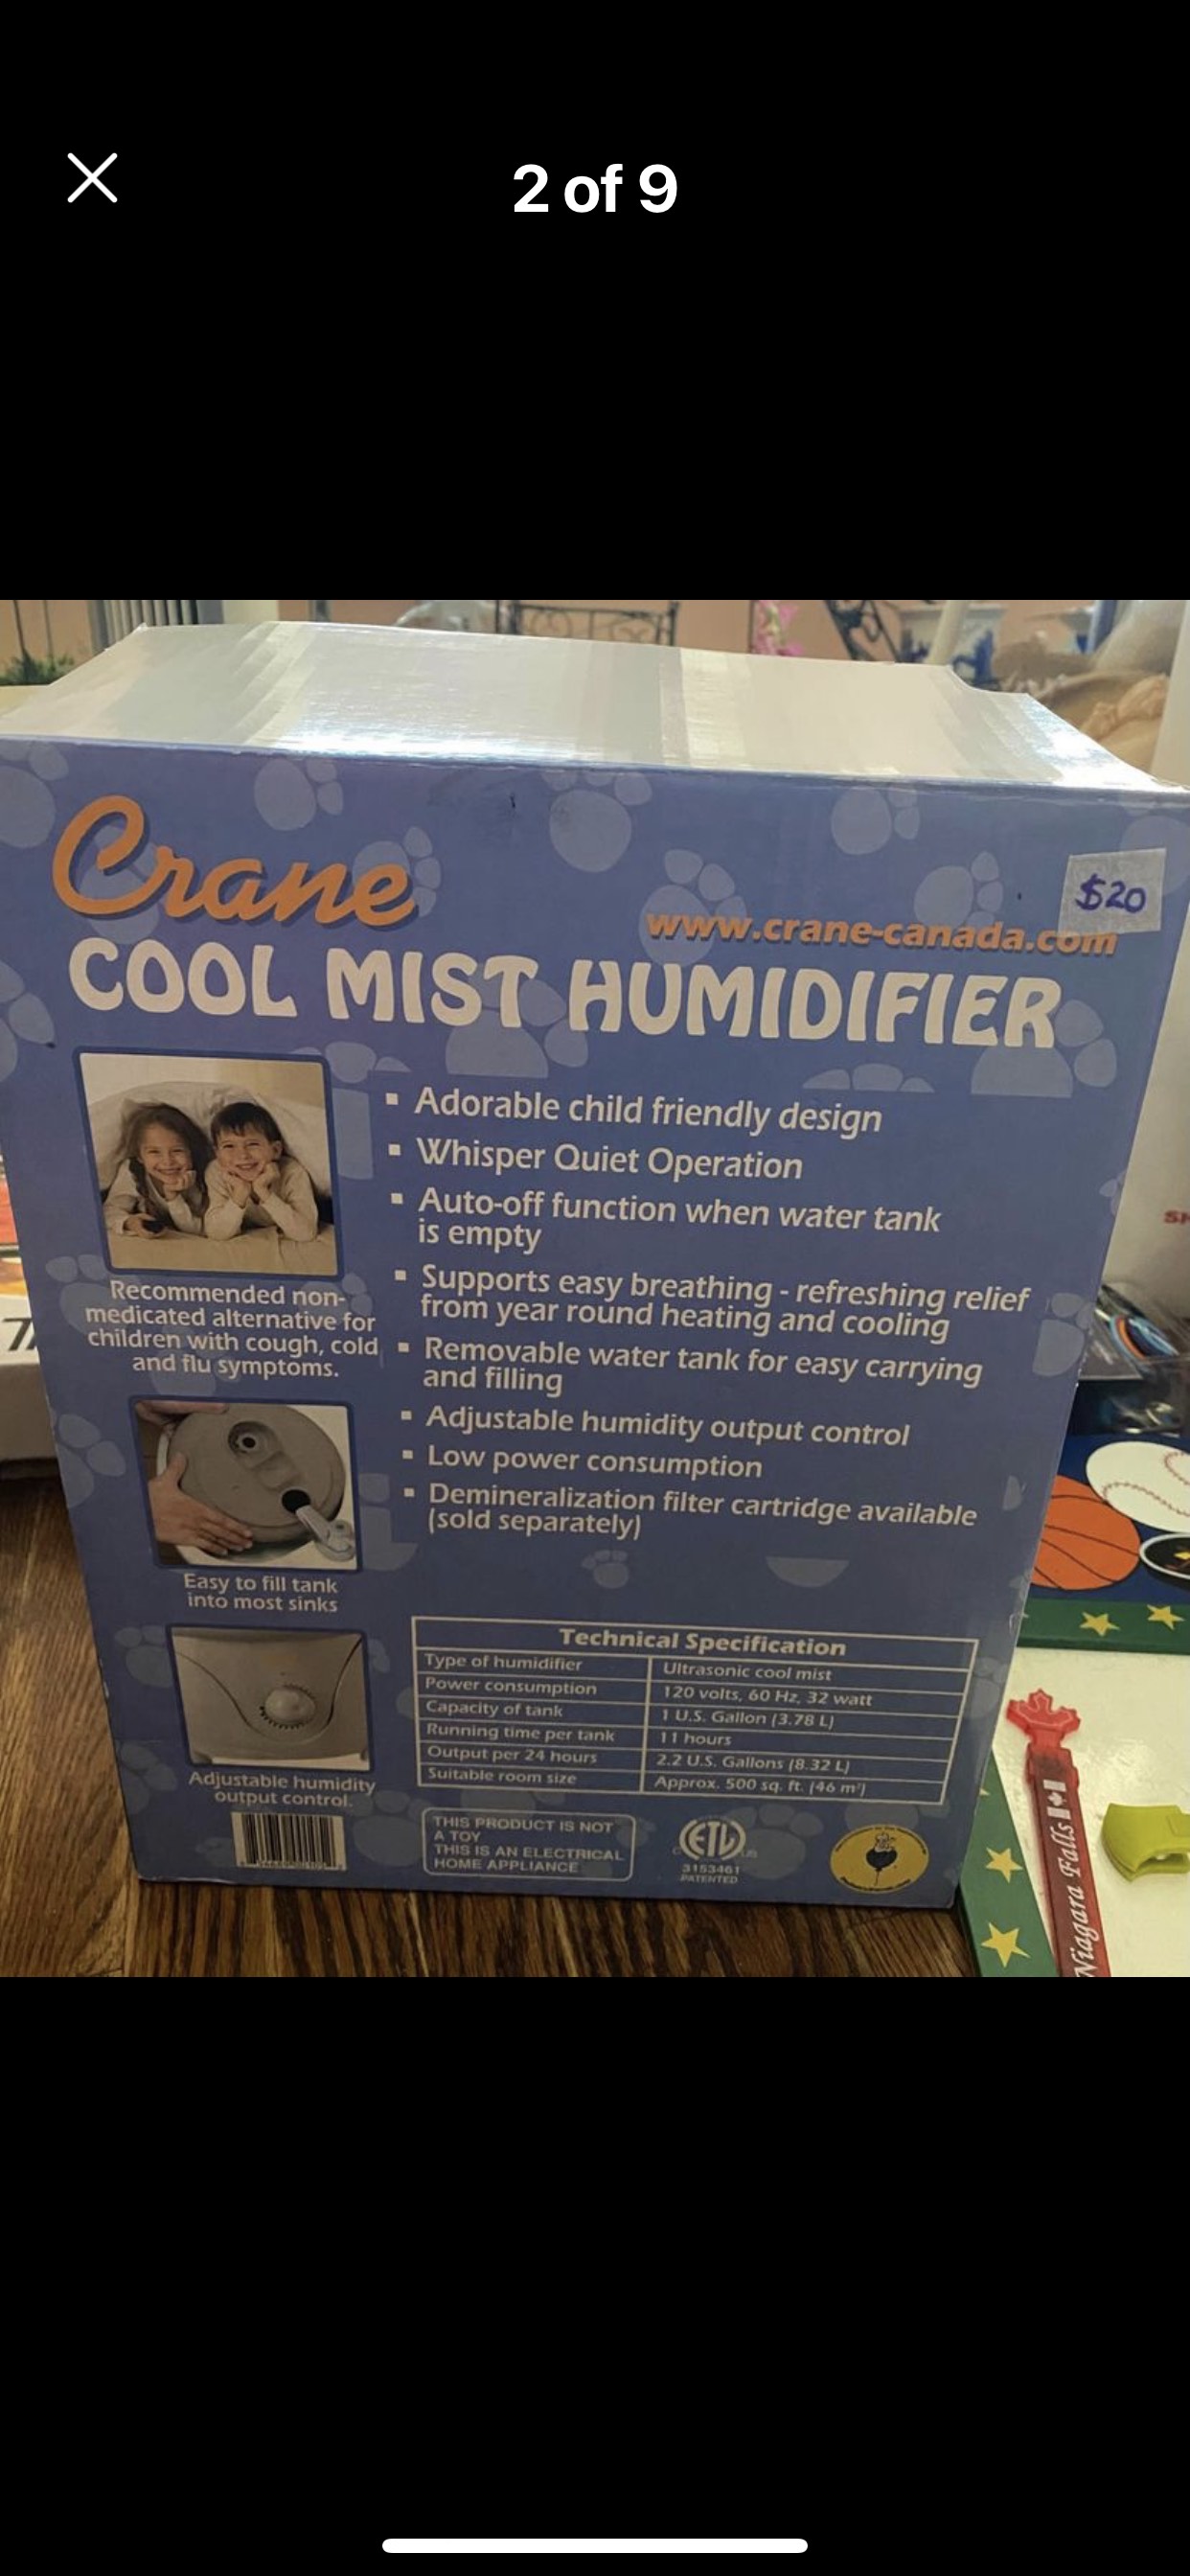 2 of 9
Crane
$20
www.crane-canada.com
COOL MIST HUMIDIFIER
▪ Adorable child friendly design
▪ Whisper Quiet Operation
▪ Auto-off function when water tank
is empty
▪ Supports easy breathing - refreshing relief
from year round heating and cooling
▪ Removable water tank for easy carrying
and filling
▪ Adjustable humidity output control
▪ Low power consumption
▪ Demineralization filter cartridge available
(sold separately)
Recommended non-
medicated alternative for
children with cough, cold
and flu symptoms.
Easy to fill tank
into most sinks
Adjustable humidity
output control.
Technical Specification
Type of humidifier Ultrasonic cool mist
Power consumption 120 volts, 60 Hz, 32 watt
Capacity of tank 1 U.S. Gallon (3.78 L)
Running time per tank 11 hours
Output per 24 hours 2.2 U.S. Gallons (8.32 L)
Suitable room size Approx. 500 sq. ft. (46 m²)
THIS PRODUCT IS NOT
A TOY
THIS IS AN ELECTRICAL
HOME APPLIANCE
ETL
C US
3153461
PATENTED
Niagara Falls